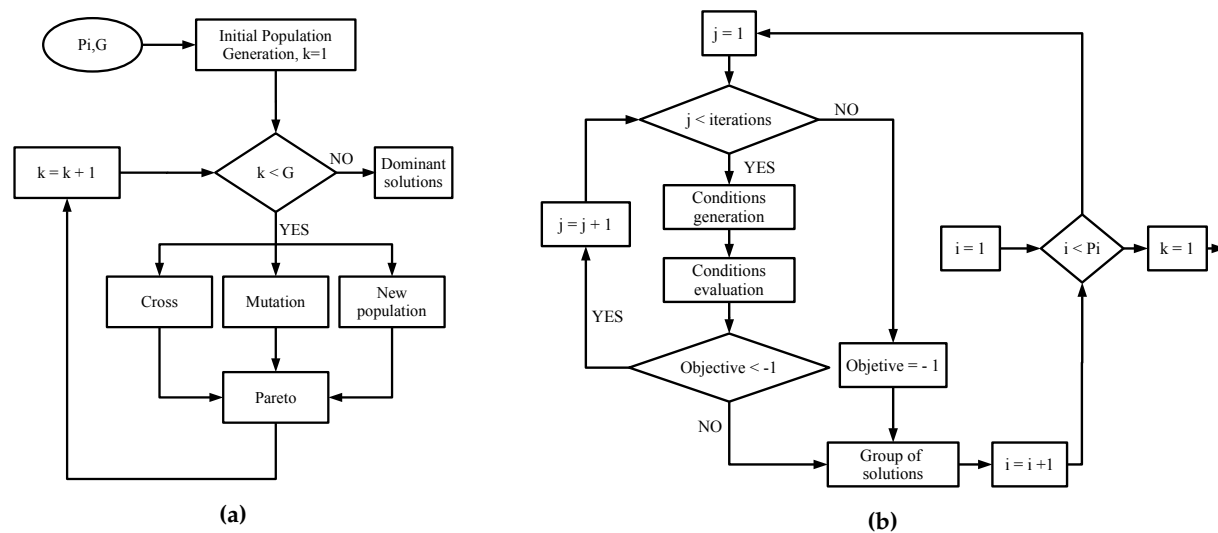 Pi,G
Initial Population
Generation, k=1
k = k + 1
k < G
NO
Dominant
solutions
YES
Cross
Mutation
New
population
Pareto
(a)
j = 1
j < iterations
NO
YES
Conditions
generation
j = j + 1
i = 1
i < Pi
k = 1
Conditions
evaluation
YES
Objective < -1
Objetive = - 1
NO
Group of
solutions
i = i +1
(b)